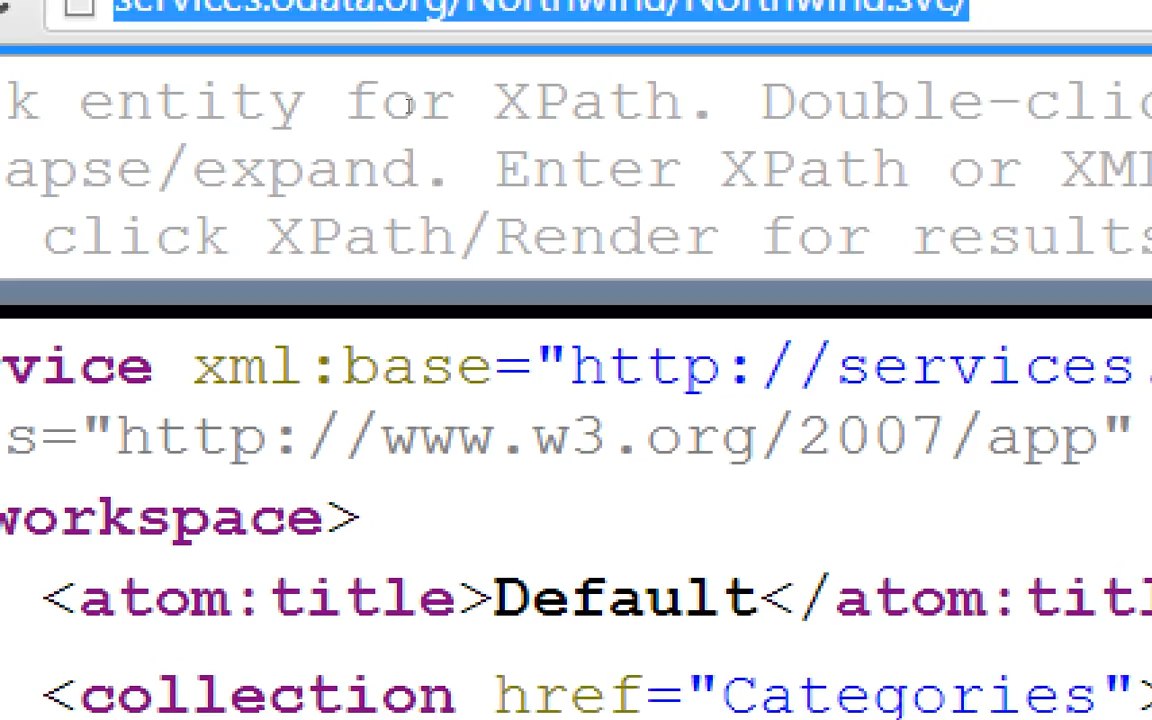 services.odata.org/Northwind/Northwind.svc/
k entity for XPath. Double-clic
apse/expand. Enter XPath or XML
click XPath/Render for results
vice xml:base="http://services.
s="http://www.w3.org/2007/app"
workspace>
<atom:title>Default</atom:titl
<collection href="Categories">